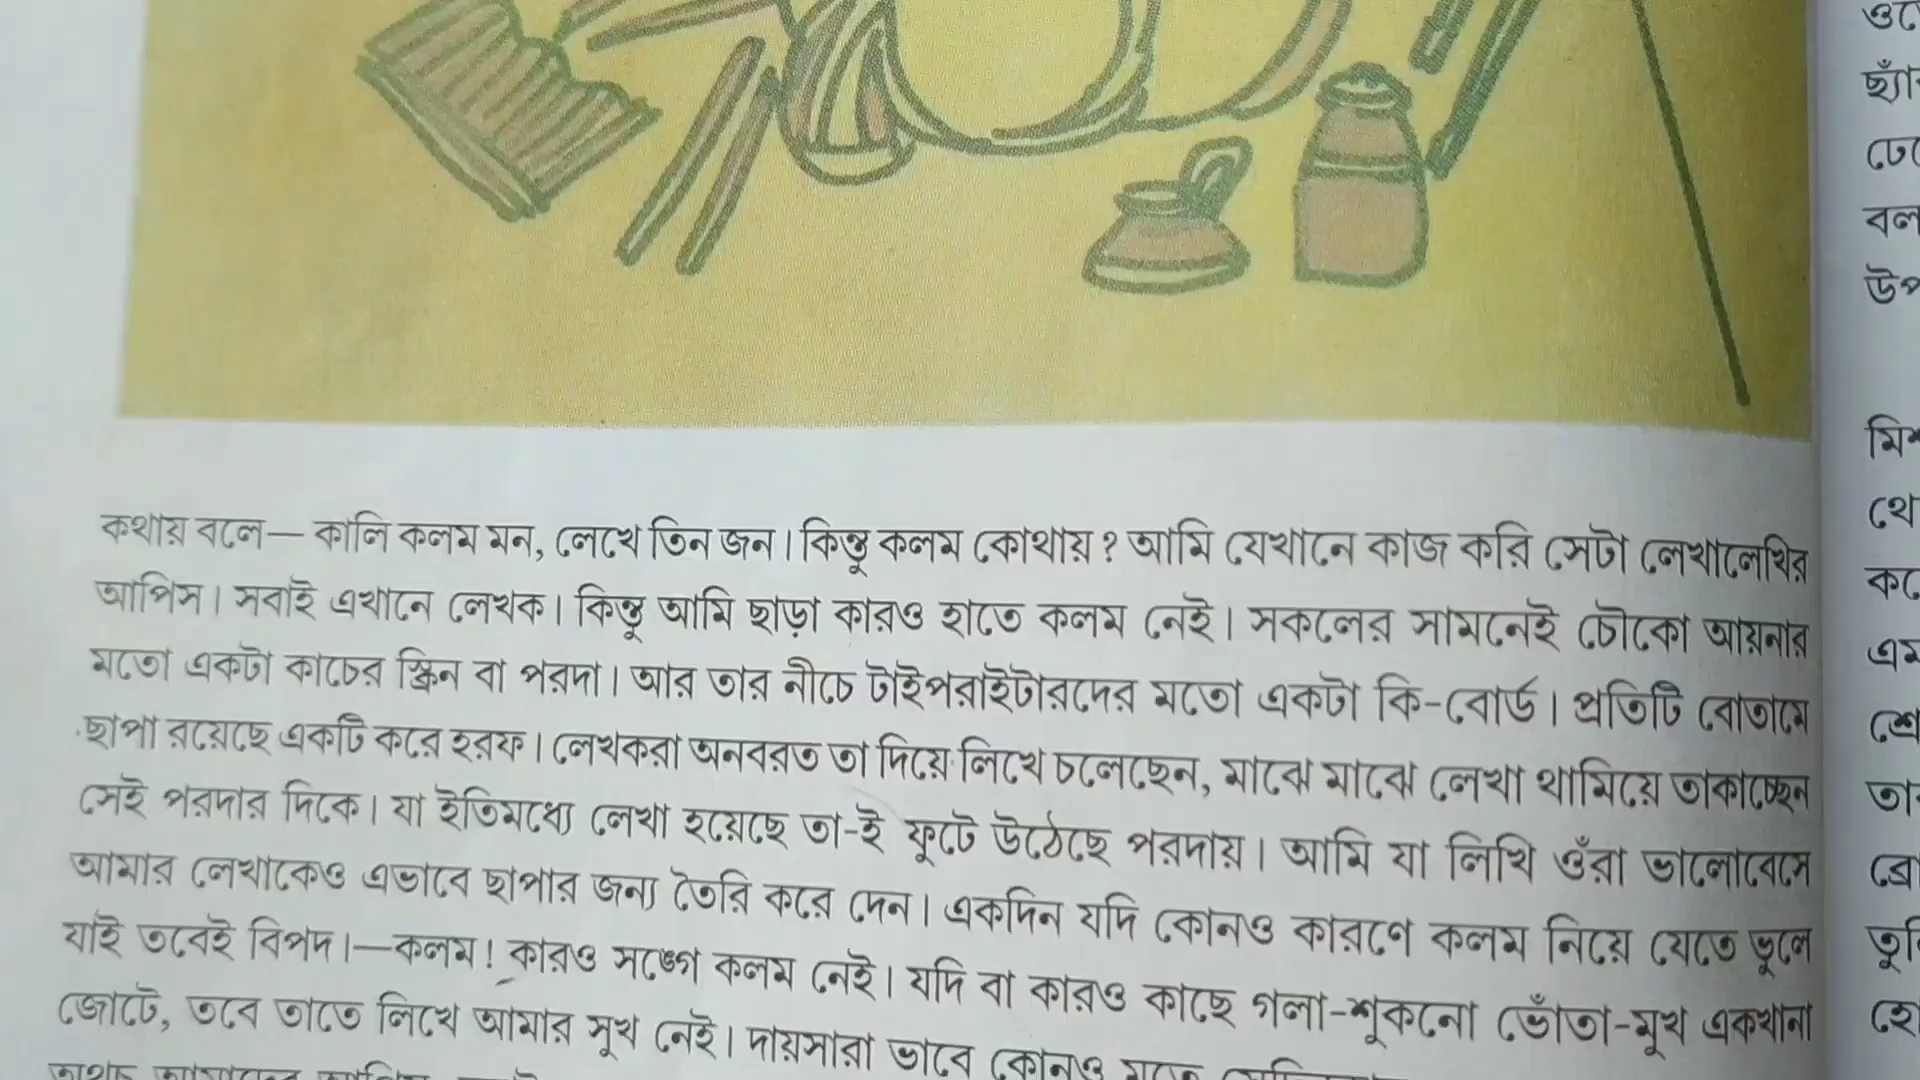 কথায় বলে— কালি কলম মন, লেখে তিন জন। কিন্তু কলম কোথায়? আমি যেখানে কাজ করি সেটা লেখালেখির
আপিস। সবাই এখানে লেখক। কিন্তু আমি ছাড়া কারও হাতে কলম নেই। সকলের সামনেই চৌকো আয়নার
মতো একটা কাচের স্ক্রিন বা পরদা। আর তার নীচে টাইপরাইটারদের মতো একটা কি-বোর্ড। প্রতিটি বোতামে
ছাপা রয়েছে একটি করে হরফ। লেখকরা অনবরত তা দিয়ে লিখে চলেছেন, মাঝে মাঝে লেখা থামিয়ে তাকাচ্ছেন
সেই পরদার দিকে। যা ইতিমধ্যে লেখা হয়েছে তা-ই ফুটে উঠেছে পরদায়। আমি যা লিখি ওঁরা ভালোবেসে
আমার লেখাকেও এভাবে ছাপার জন্য তৈরি করে দেন। একদিন যদি কোনও কারণে কলম নিয়ে যেতে ভুলে
যাই তবেই বিপদ।—কলম! কারও সঙ্গে কলম নেই। যদি বা কারও কাছে গলা-শুকনো ভোঁতা-মুখ একখানা
জোটে, তবে তাতে লিখে আমার সুখ নেই। দায়সারা ভাবে কোনও মতে